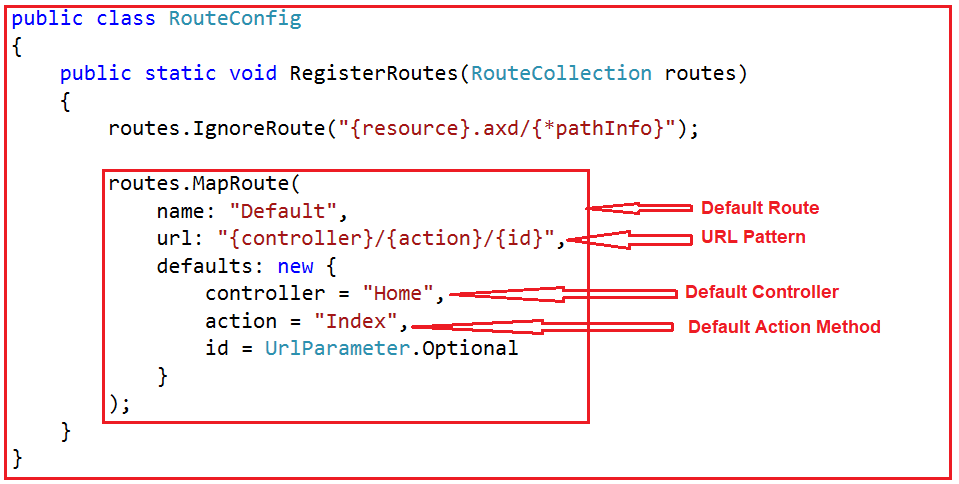 public class RouteConfig
{
public static void RegisterRoutes(RouteCollection routes)
{
routes.IgnoreRoute("{resource}.axd/{*pathInfo}");
routes.MapRoute(
name: "Default", Default Route
url: "{controller}/{action}/{id}", URL Pattern
defaults: new {
controller = "Home", Default Controller
action = "Index", Default Action Method
id = UrlParameter.Optional
}
);
}
}